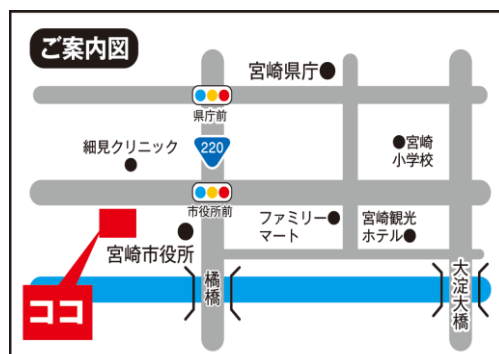 ご案内図
宮崎県庁
県庁前
細見クリニック
220
宮崎
小学校
市役所前
ファミリー
マート
宮崎観光
ホテル
宮崎市役所
橘橋
大淀大橋
ココ